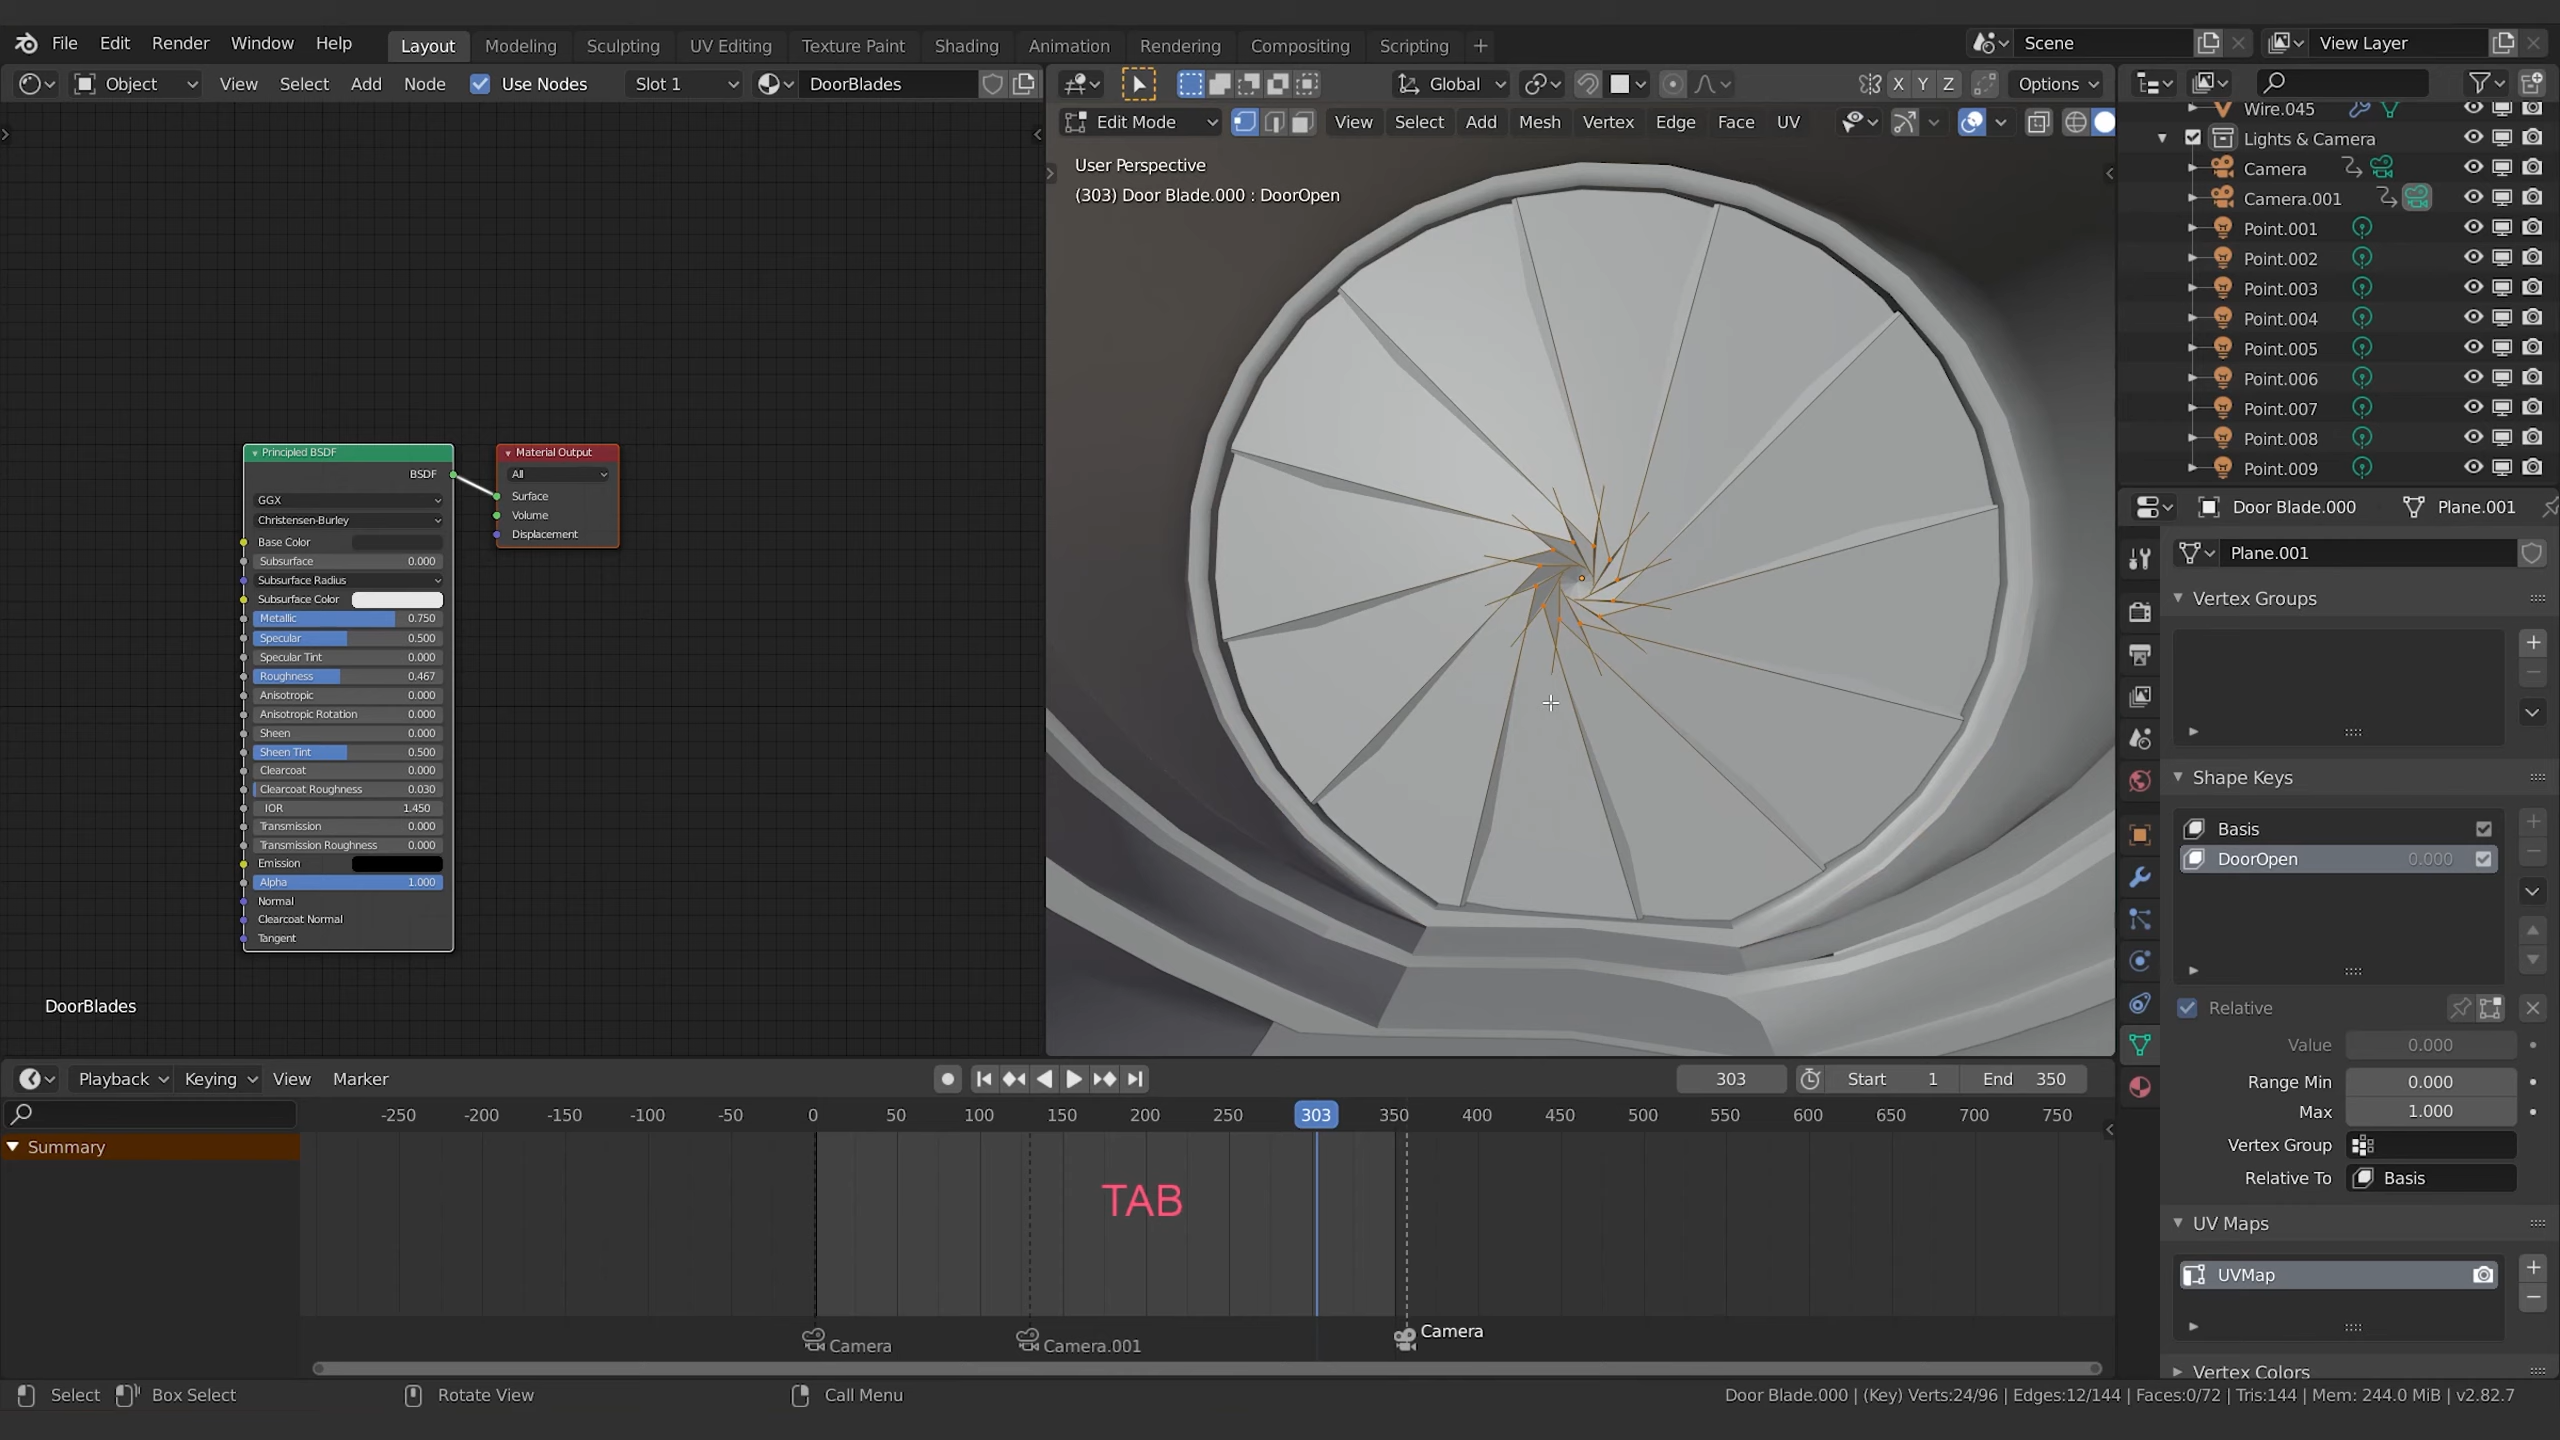 File Edit Render Window Help Layout Modeling Sculpting UV Editing Texture Paint Shading Animation Rendering Compositing Scripting + Scene View Layer
Object View Select Add Node Use Nodes Slot 1 DoorBlades Global X Y Z Options
Edit Mode View Select Add Mesh Vertex Edge Face UV
User Perspective
(303) Door Blade.000 : DoorOpen
Wire.045
Lights & Camera
Camera
Camera.001
Point.001
Point.002
Point.003
Point.004
Point.005
Point.006
Point.007
Point.008
Point.009
Principled BSDF
BSDF
GGX
Christensen-Burley
Base Color
Subsurface 0.000
Subsurface Radius
Subsurface Color
Metallic 0.750
Specular 0.500
Specular Tint 0.000
Roughness 0.467
Anisotropic 0.000
Anisotropic Rotation 0.000
Sheen 0.000
Sheen Tint 0.500
Clearcoat 0.000
Clearcoat Roughness 0.030
IOR 1.450
Transmission 0.000
Transmission Roughness 0.000
Emission
Alpha 1.000
Normal
Clearcoat Normal
Tangent
Material Output
All
Surface
Volume
Displacement
DoorBlades
Door Blade.000 Plane.001
Plane.001
Vertex Groups
Shape Keys
Basis
DoorOpen 0.000
Relative
Value 0.000
Range Min 0.000
Max 1.000
Vertex Group
Relative To Basis
UV Maps
UVMap
Vertex Colors
Playback Keying View Marker 303 Start 1 End 350
-250 -200 -150 -100 -50 0 50 100 150 200 250 303 350 400 450 500 550 600 650 700 750
Summary
TAB
Camera Camera.001 Camera
Select Box Select Rotate View Call Menu Door Blade.000 | (Key) Verts:24/96 | Edges:12/144 | Faces:0/72 | Tris:144 | Mem: 244.0 MiB | v2.82.7